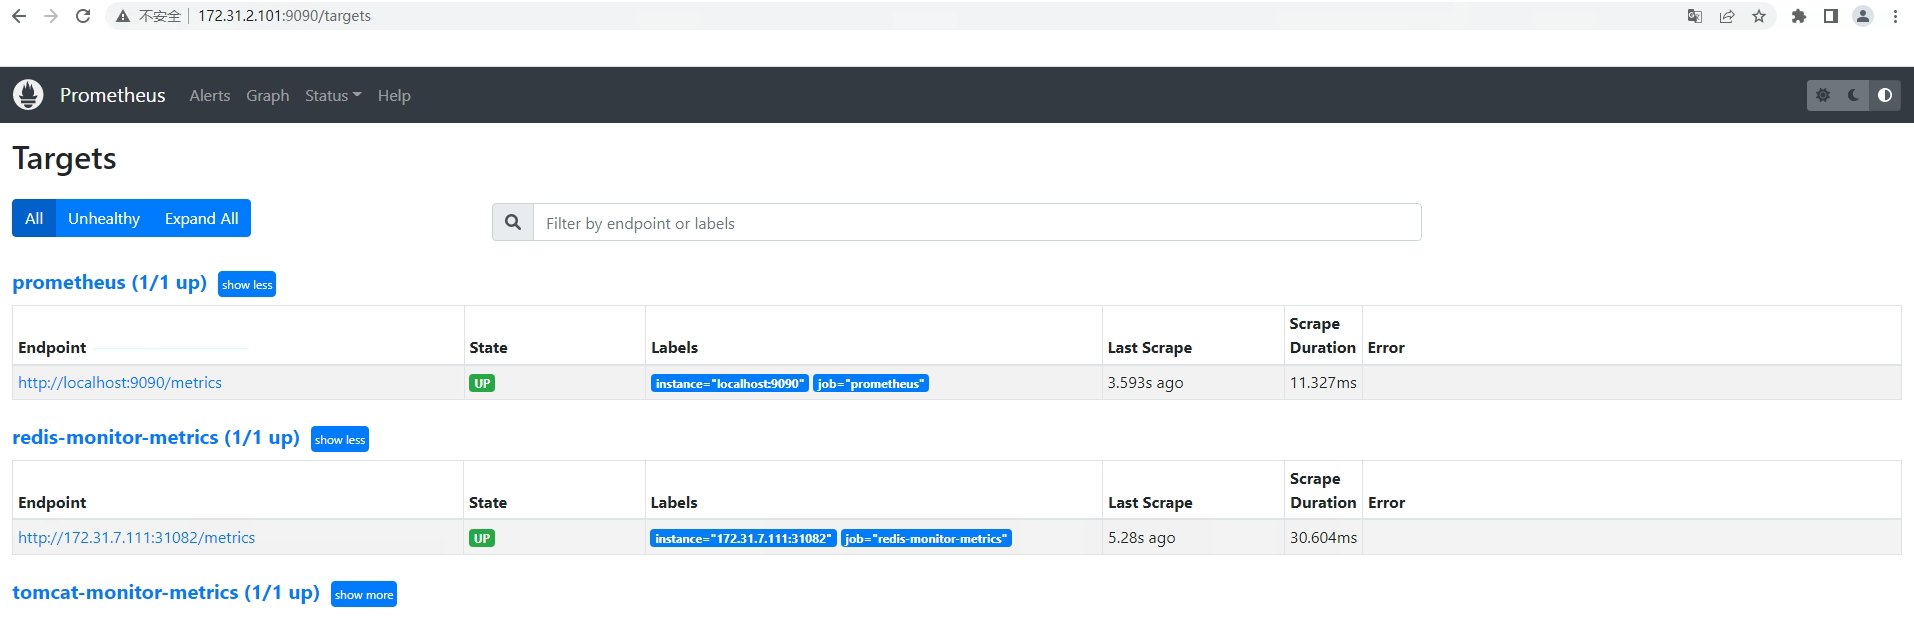 不安全 172.31.2.101:9090/targets
Prometheus Alerts Graph Status Help
Targets
All Unhealthy Expand All Filter by endpoint or labels
prometheus (1/1 up) show less
Endpoint State Labels Last Scrape Scrape Duration Error
http://localhost:9090/metrics UP instance="localhost:9090" job="prometheus" 3.593s ago 11.327ms
redis-monitor-metrics (1/1 up) show less
Endpoint State Labels Last Scrape Scrape Duration Error
http://172.31.7.111:31082/metrics UP instance="172.31.7.111:31082" job="redis-monitor-metrics" 5.28s ago 30.604ms
tomcat-monitor-metrics (1/1 up) show more